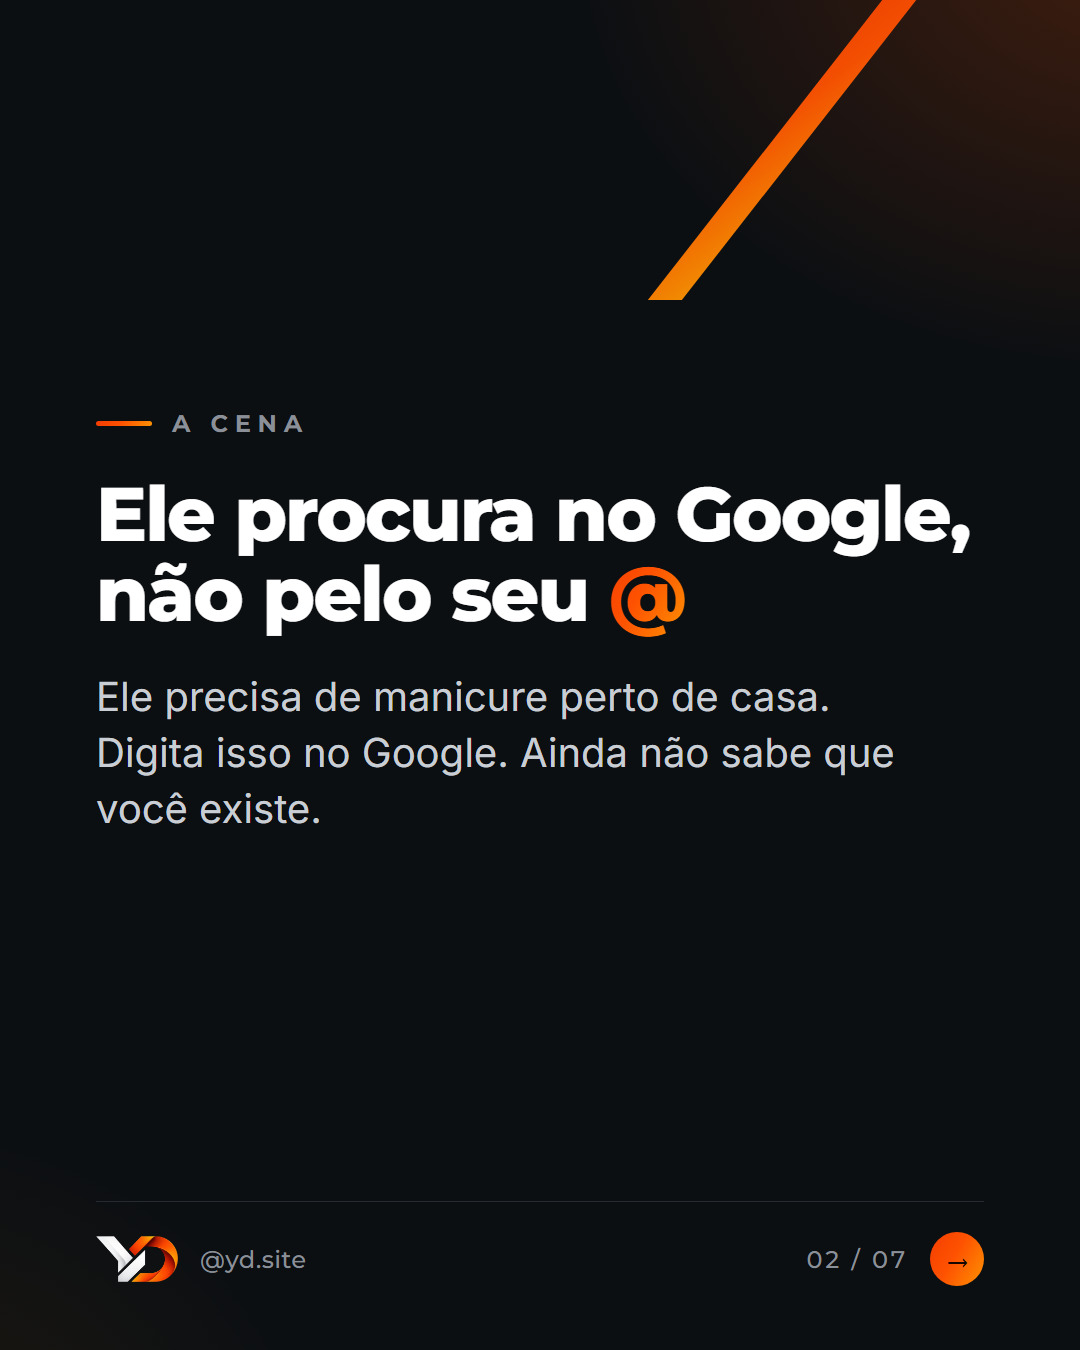 A CENA
Ele procura no Google,
não pelo seu @
Ele precisa de manicure perto de casa.
Digita isso no Google. Ainda não sabe que
você existe.
YD @yd.site
02 / 07 →